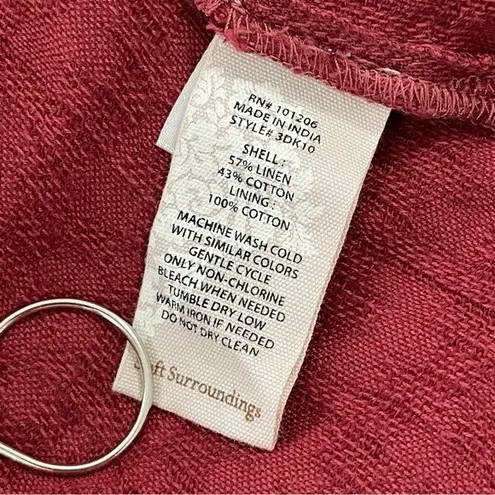 RN# 101206
MADE IN INDIA
STYLE# 3DK10
SHELL :
57% LINEN
43% COTTON
LINING :
100% COTTON
MACHINE WASH COLD
WITH SIMILAR COLORS
GENTLE CYCLE
ONLY NON-CHLORINE
BLEACH WHEN NEEDED
TUMBLE DRY LOW
WARM IRON IF NEEDED
DO NOT DRY CLEAN
Soft Surroundings